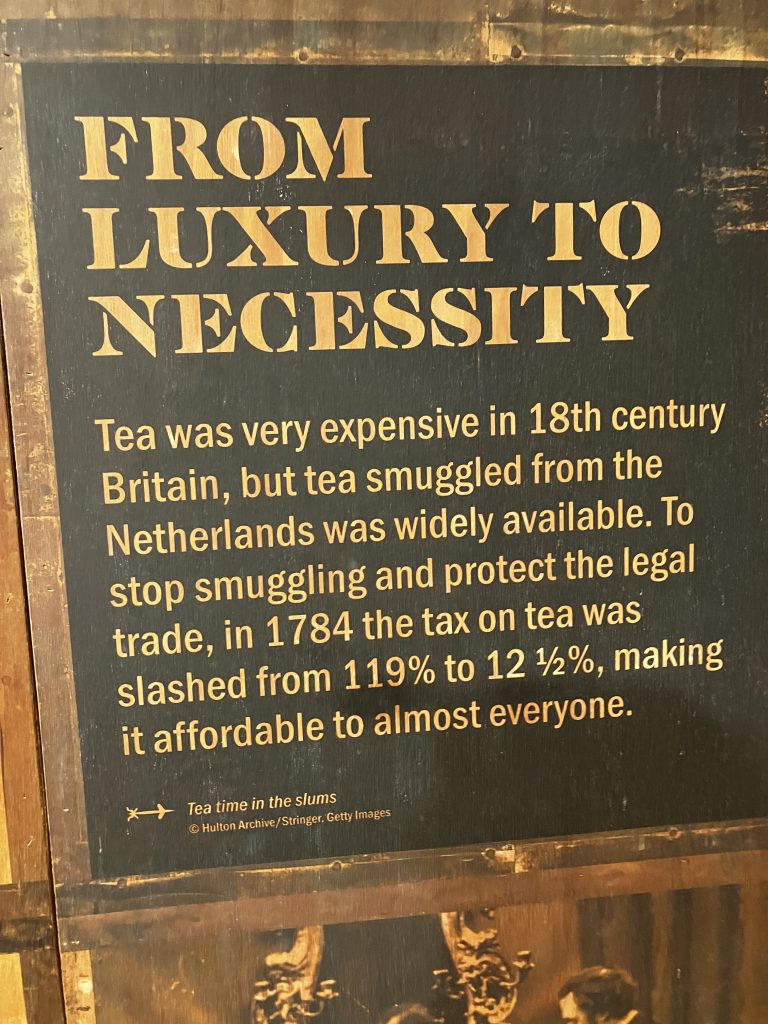 FROM
LUXURY TO
NECESSITY
Tea was very expensive in 18th century
Britain, but tea smuggled from the
Netherlands was widely available. To
stop smuggling and protect the legal
trade, in 1784 the tax on tea was
slashed from 119% to 12 ½%, making
it affordable to almost everyone.
Tea time in the slums
© Hulton Archive/Stringer, Getty Images